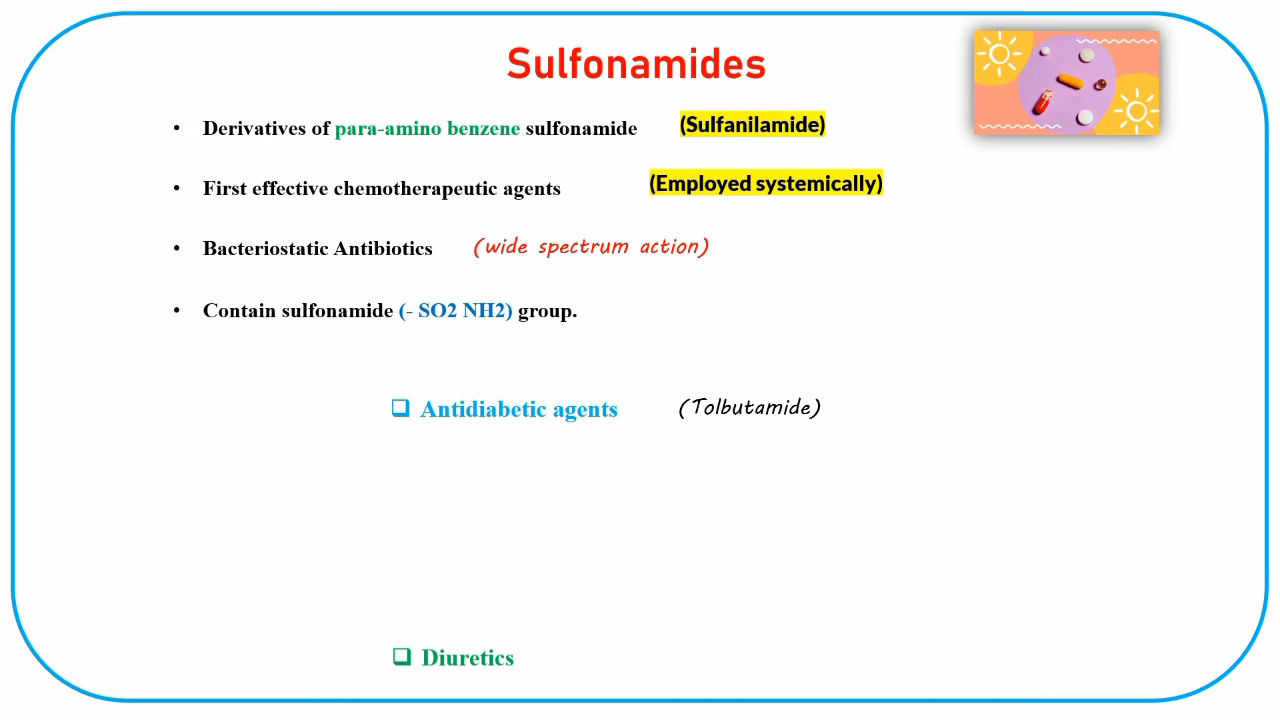 Sulfonamides
• Derivatives of para-amino benzene sulfonamide (Sulfanilamide)
• First effective chemotherapeutic agents (Employed systemically)
• Bacteriostatic Antibiotics (wide spectrum action)
• Contain sulfonamide (- SO2 NH2) group.
❑ Antidiabetic agents (Tolbutamide)
❑ Diuretics